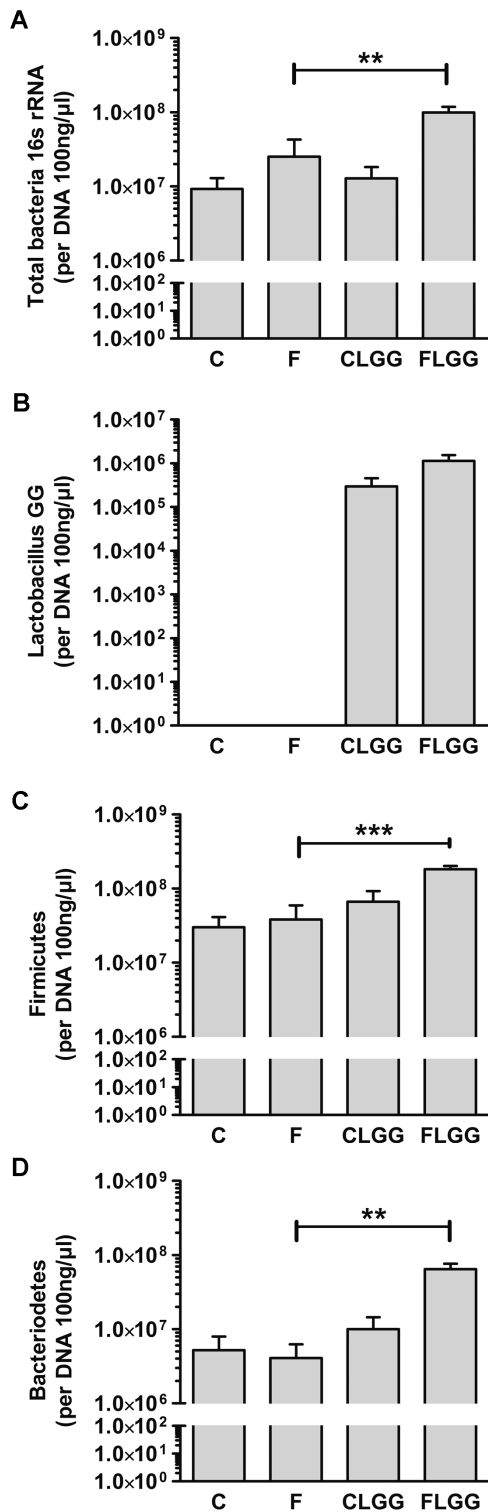 A
Total bacteria 16s rRNA
(per DNA 100ng/µl)
1.0×10⁹
1.0×10⁸
1.0×10⁷
1.0×10⁶
1.0×10²
1.0×10¹
1.0×10⁰
**
C F CLGG FLGG
B
Lactobacillus GG
(per DNA 100ng/µl)
1.0×10⁷
1.0×10⁶
1.0×10⁵
1.0×10⁴
1.0×10³
1.0×10²
1.0×10¹
1.0×10⁰
C F CLGG FLGG
C
Firmicutes
(per DNA 100ng/µl)
1.0×10⁹
1.0×10⁸
1.0×10⁷
1.0×10⁶
1.0×10²
1.0×10¹
1.0×10⁰
***
C F CLGG FLGG
D
Bacteriodetes
(per DNA 100ng/µl)
1.0×10⁹
1.0×10⁸
1.0×10⁷
1.0×10⁶
1.0×10²
1.0×10¹
1.0×10⁰
**
C F CLGG FLGG